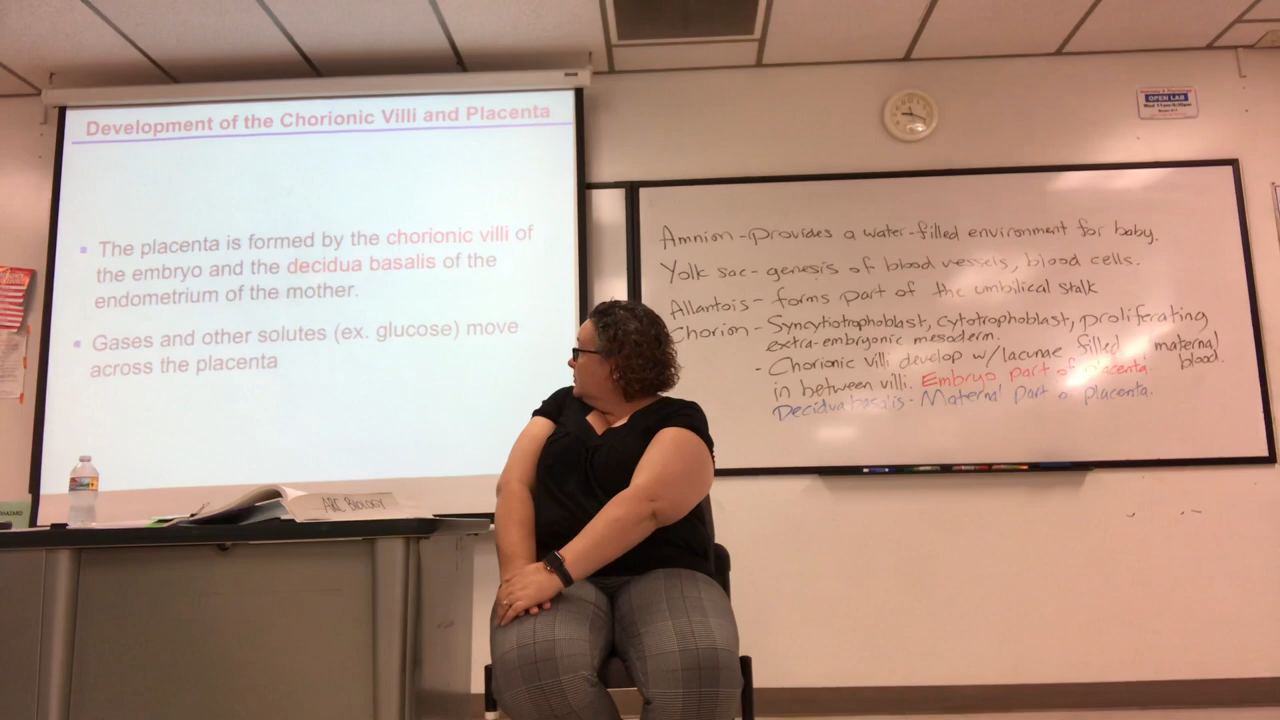 Development of the Chorionic Villi and Placenta
The placenta is formed by the chorionic villi of
the embryo and the decidua basalis of the
endometrium of the mother.
Gases and other solutes (ex. glucose) move
across the placenta
ARC BIOLOGY
OPEN LAB
Amnion - provides a water-filled environment for baby.
Yolk sac - genesis of blood vessels, blood cells.
Allantois - forms part of the umbilical stalk
Chorion - Syncytiotrophoblast, cytotrophoblast, proliferating
extra-embryonic mesoderm.
- Chorionic villi develop w/lacunae filled maternal
blood.
in between villi. Embryo part of placenta.
Decidua basalis - Maternal part o placenta.